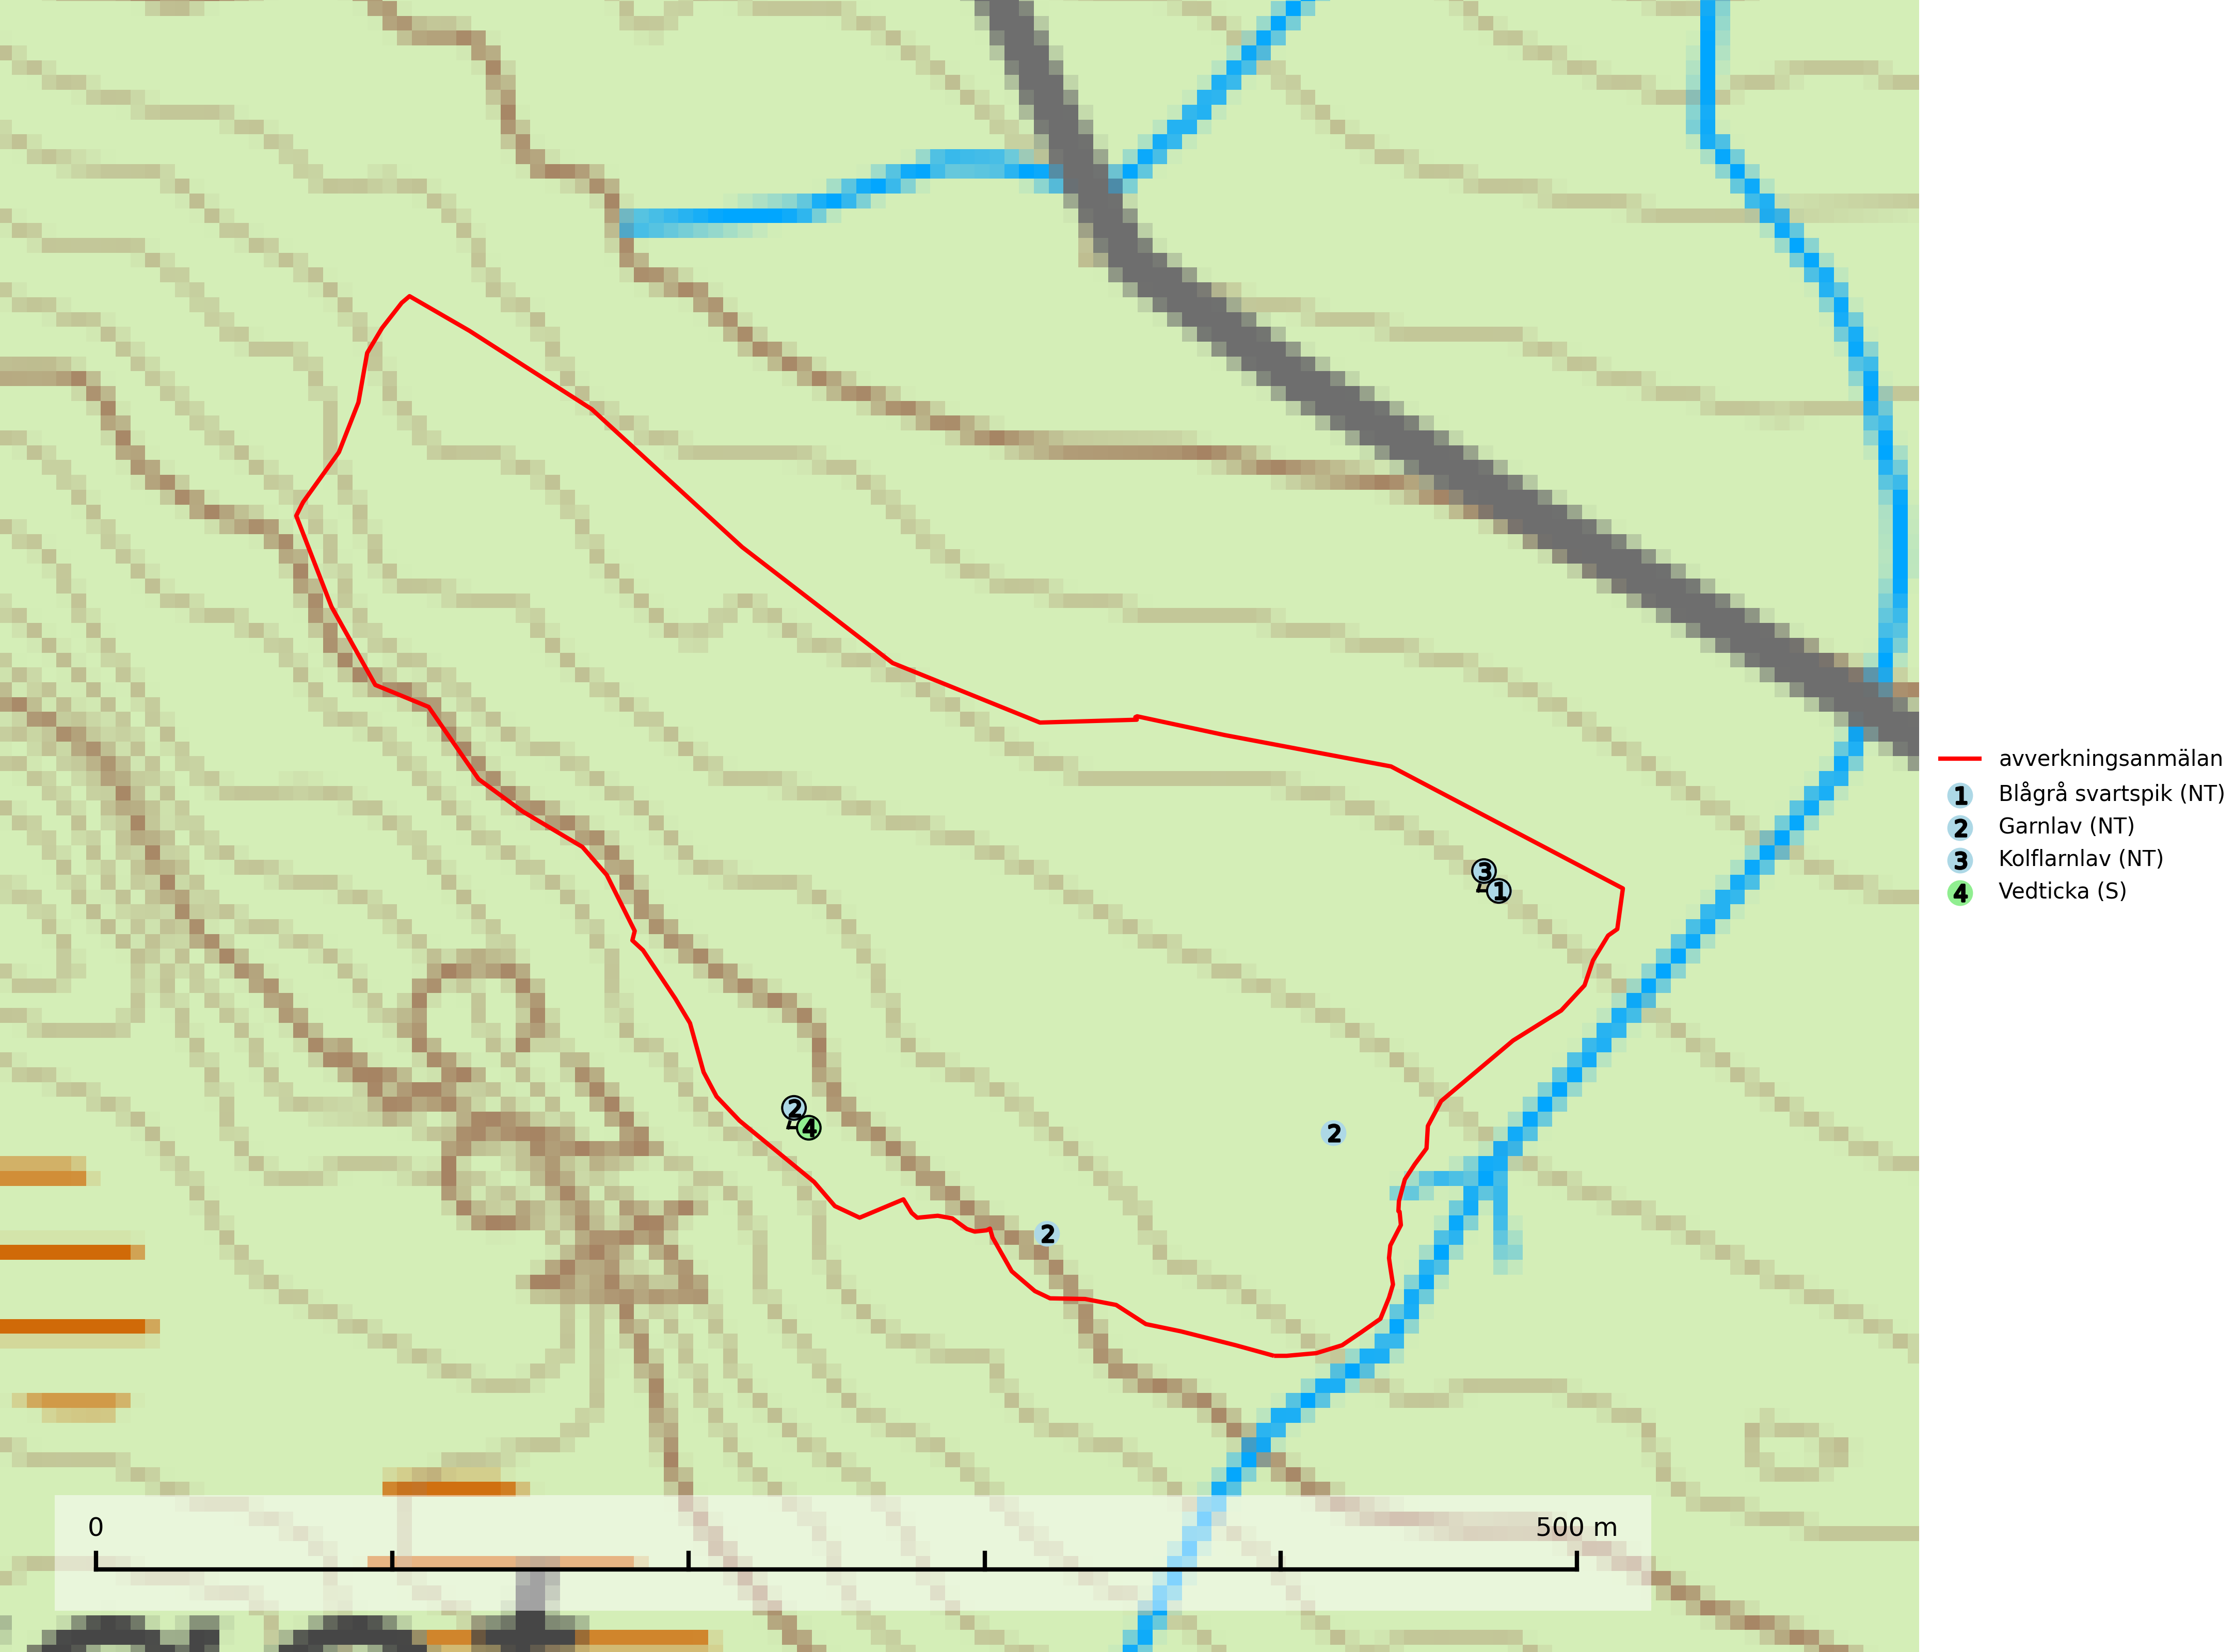 avverkningsanmälan
1 Blågrå svartspik (NT)
2 Garnlav (NT)
3 Kolflarnlav (NT)
4 Vedticka (S)
3
1
2
4
2
2
0 500 m